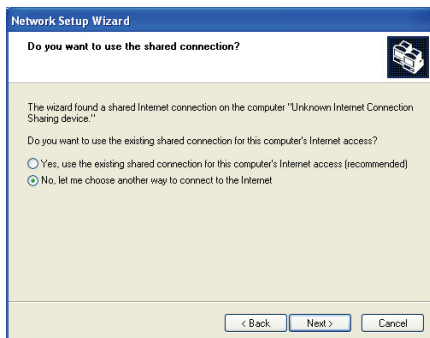 Network Setup Wizard
Do you want to use the shared connection?
The wizard found a shared Internet connection on the computer "Unknown Internet Connection
Sharing device."
Do you want to use the existing shared connection for this computer's Internet access?
Yes, use the existing shared connection for this computer's Internet access (recommended)
No, let me choose another way to connect to the Internet
< Back Next > Cancel